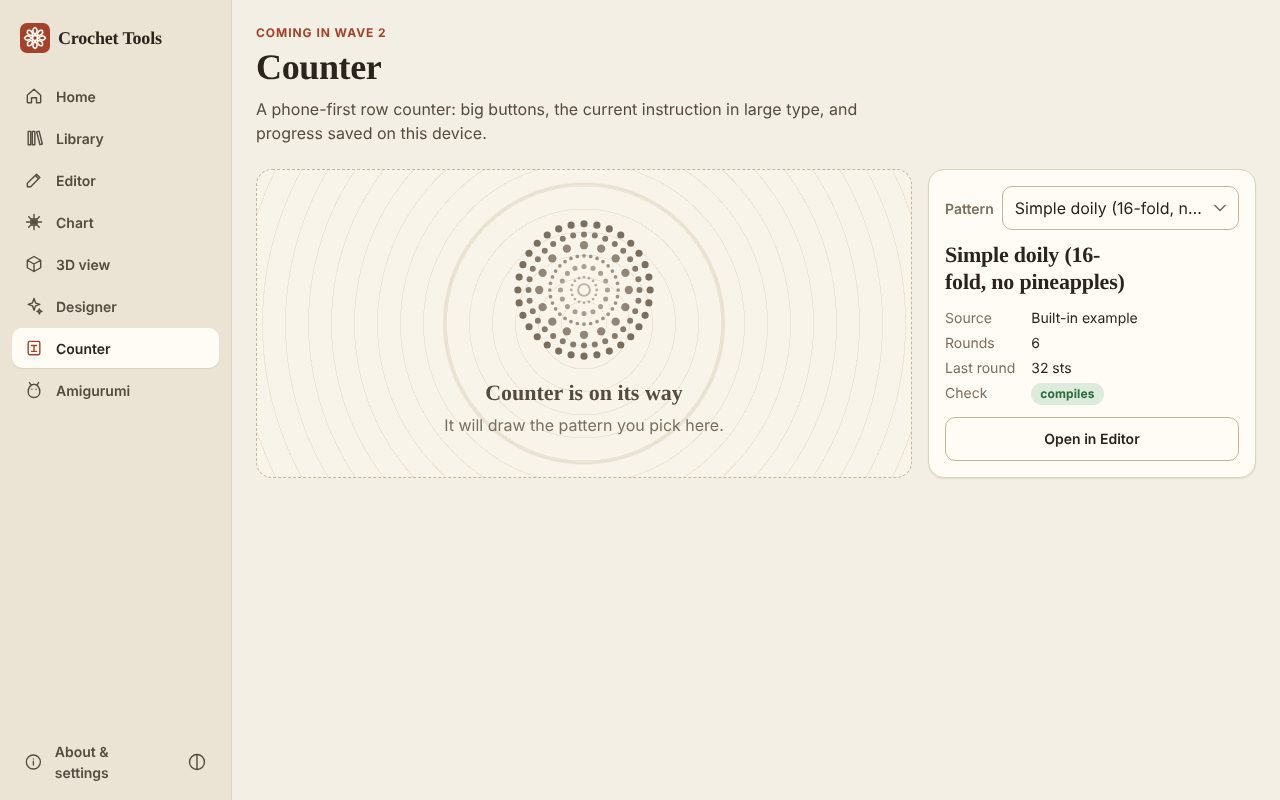 Crochet Tools
Home
Library
Editor
Chart
3D view
Designer
Counter
Amigurumi
About &
settings
COMING IN WAVE 2
Counter
A phone-first row counter: big buttons, the current instruction in large type, and
progress saved on this device.
Counter is on its way
It will draw the pattern you pick here.
Pattern
Simple doily (16-fold, n...
Simple doily (16-
fold, no pineapples)
Source Built-in example
Rounds 6
Last round 32 sts
Check compiles
Open in Editor